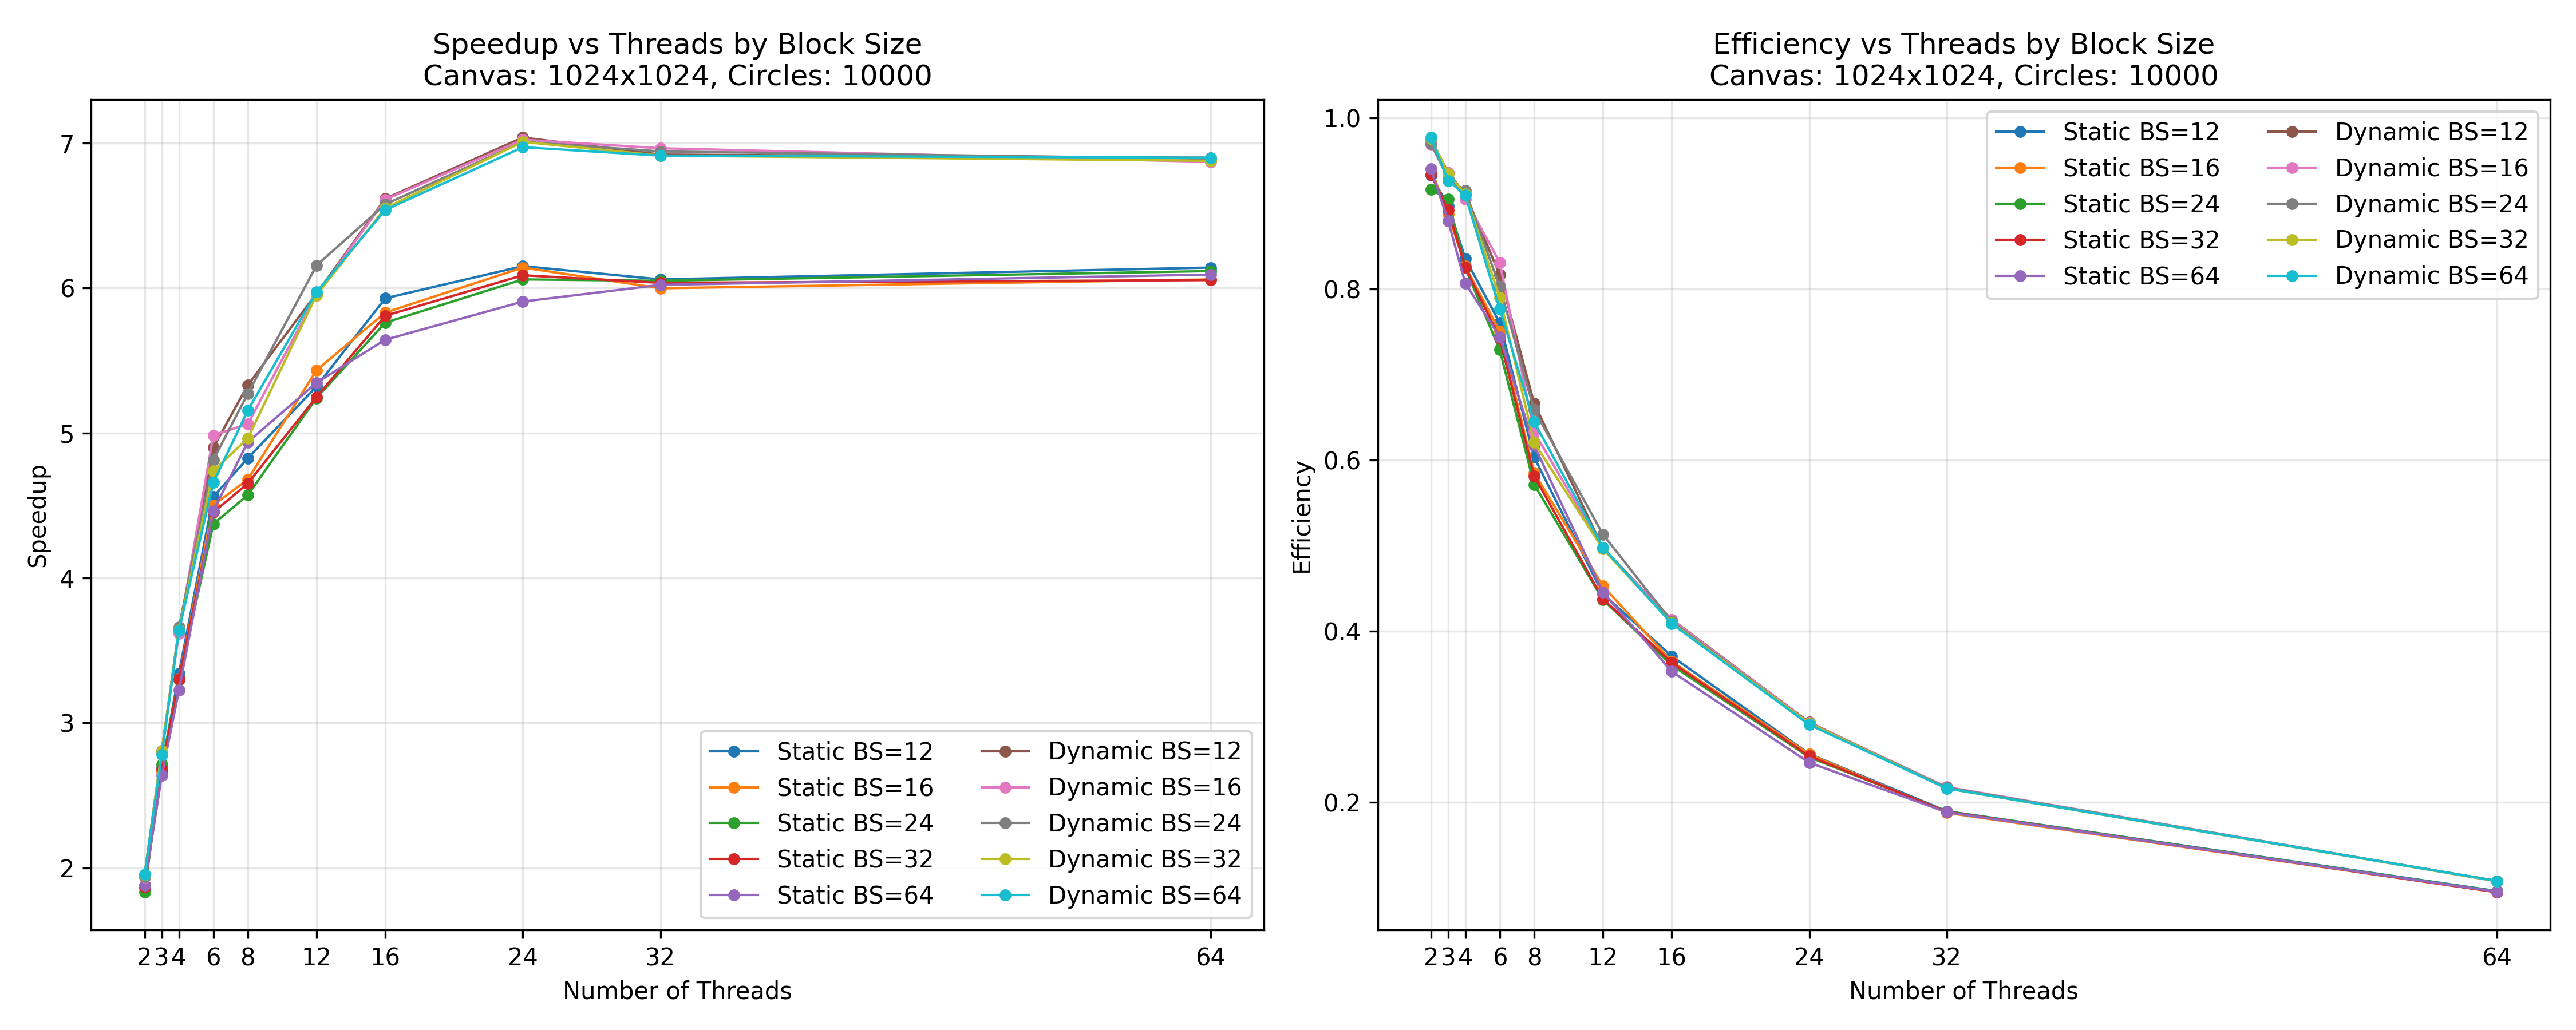 Speedup vs Threads by Block Size
Canvas: 1024x1024, Circles: 10000
7
6
5
4
3
2
Speedup
Static BS=12
Static BS=16
Static BS=24
Static BS=32
Static BS=64
Dynamic BS=12
Dynamic BS=16
Dynamic BS=24
Dynamic BS=32
Dynamic BS=64
2 3 4 6 8 12 16 24 32 64
Number of Threads
Efficiency vs Threads by Block Size
Canvas: 1024x1024, Circles: 10000
1.0
0.8
0.6
0.4
0.2
Efficiency
Static BS=12
Static BS=16
Static BS=24
Static BS=32
Static BS=64
Dynamic BS=12
Dynamic BS=16
Dynamic BS=24
Dynamic BS=32
Dynamic BS=64
2 3 4 6 8 12 16 24 32 64
Number of Threads